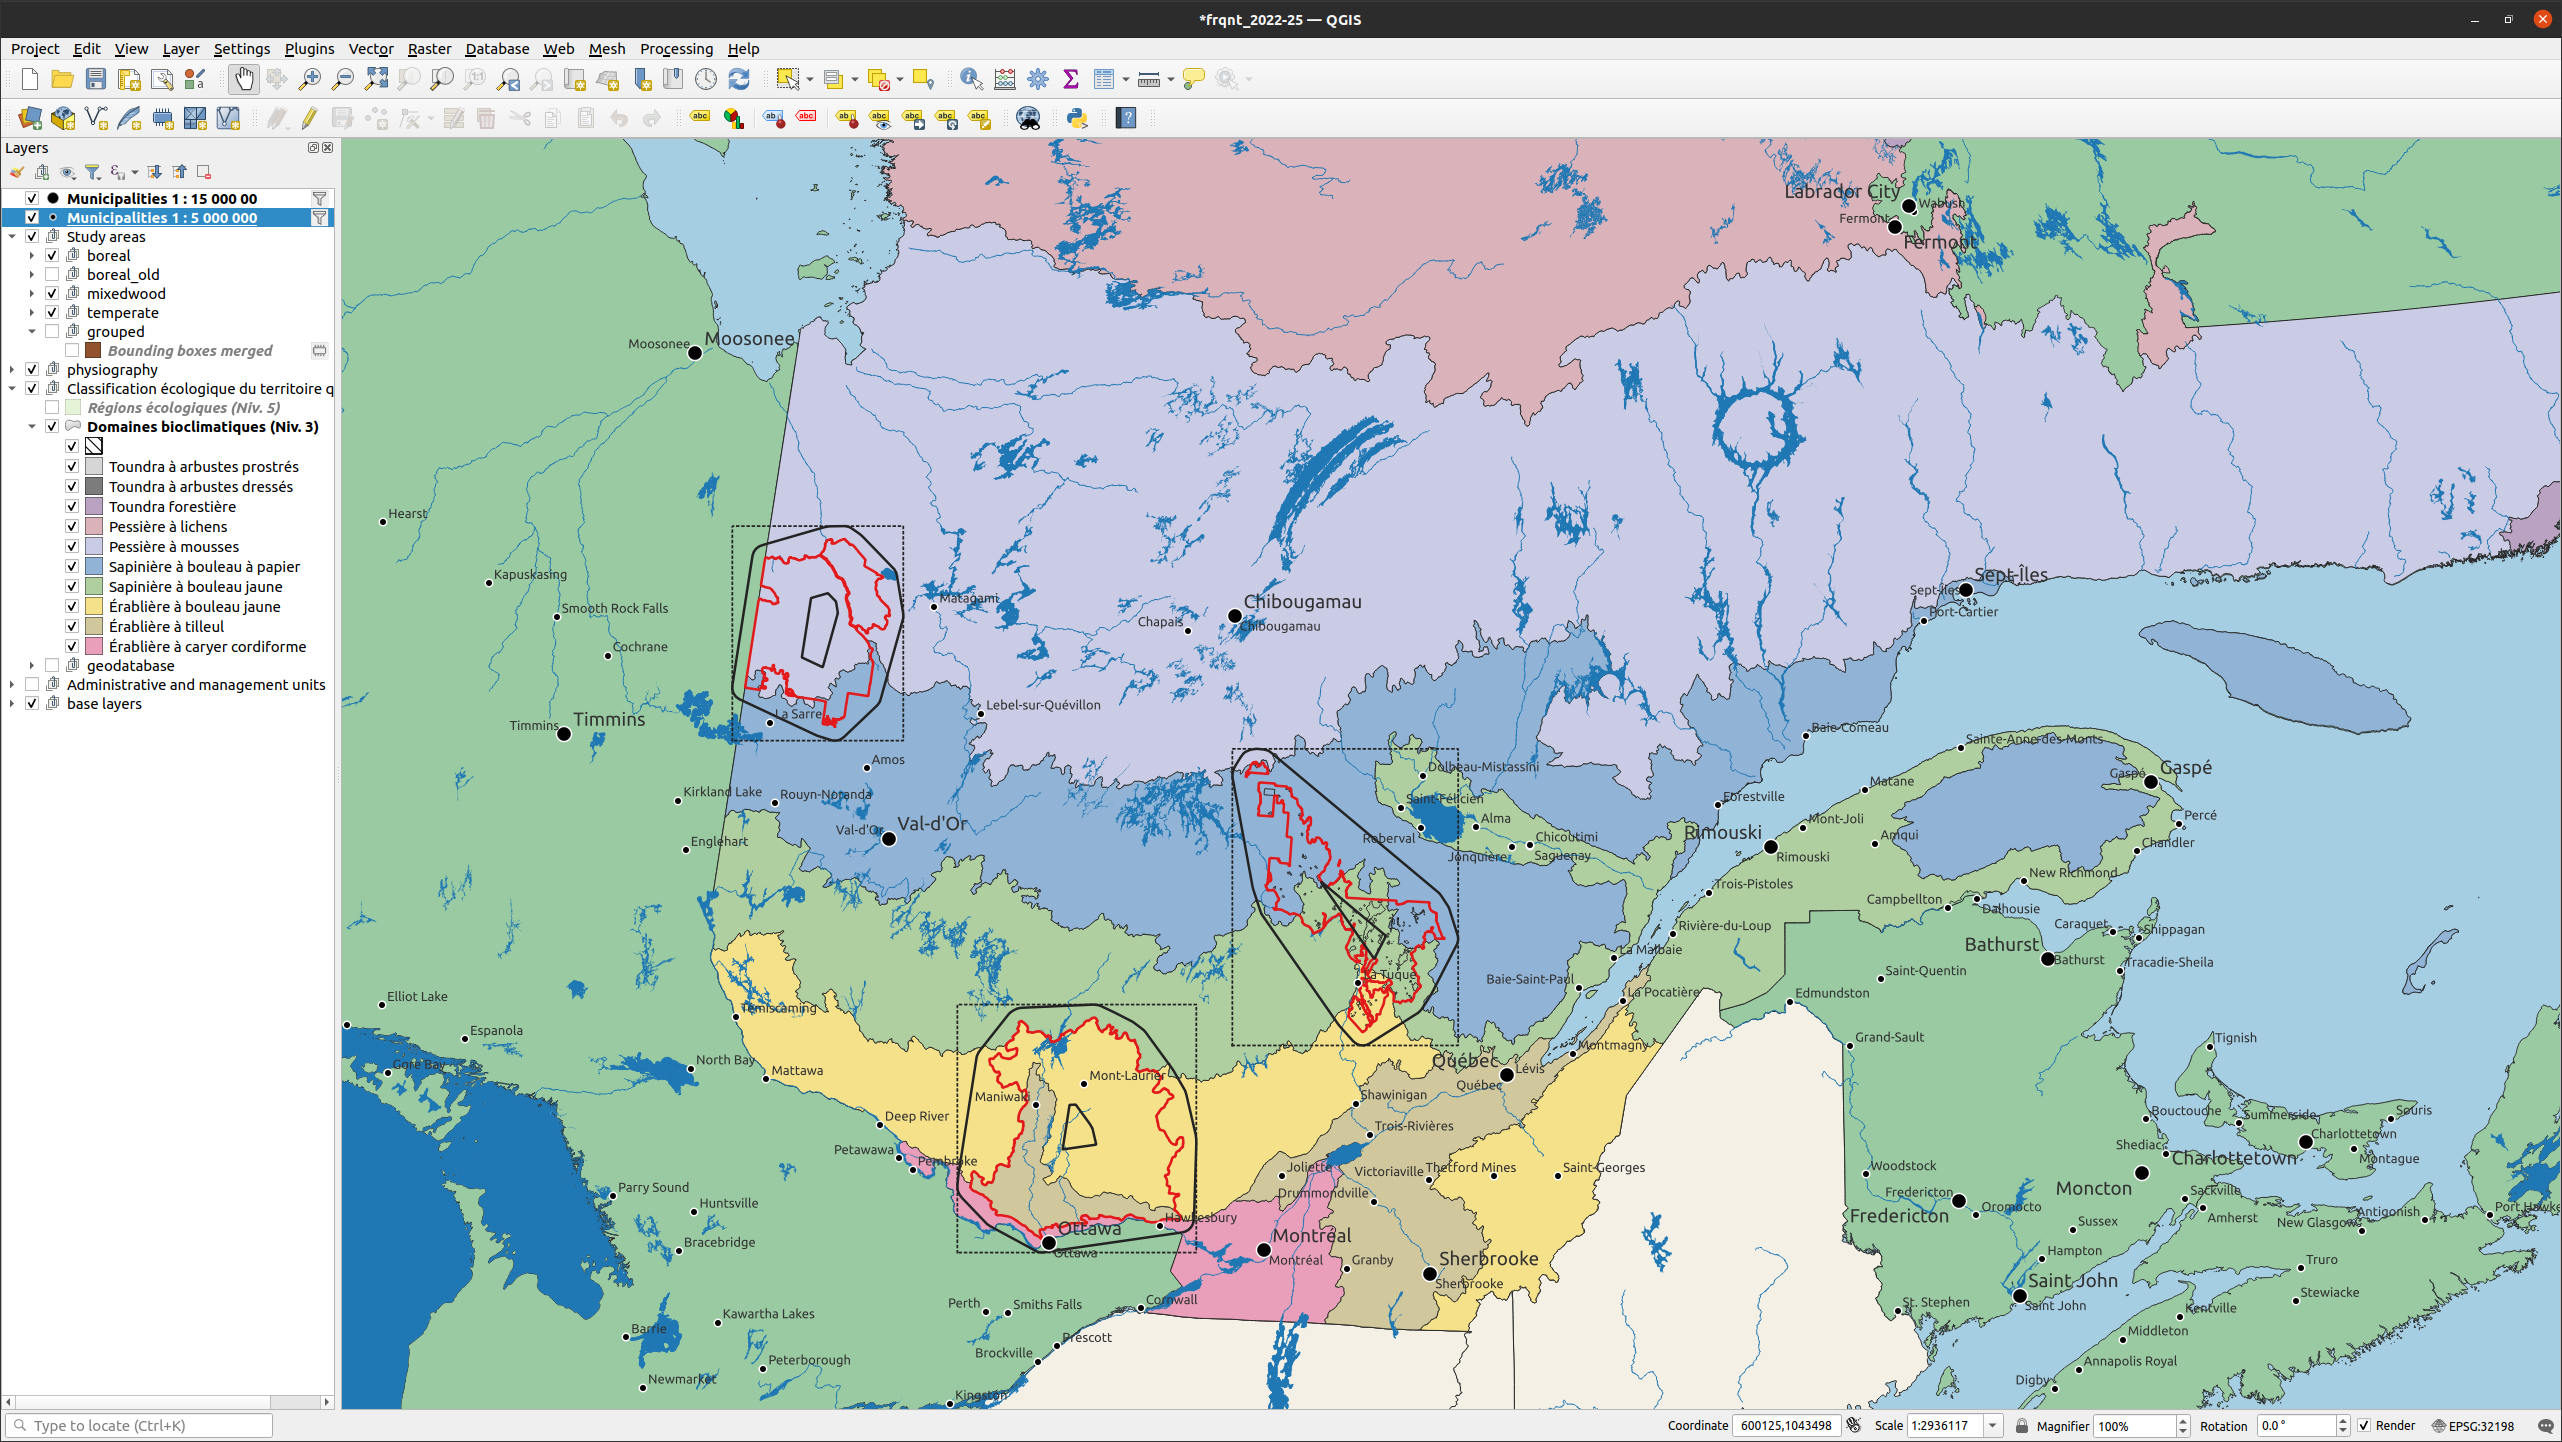 *frqnt_2022-25 — QGIS
Project Edit View Layer Settings Plugins Vector Raster Database Web Mesh Processing Help
Layers
Municipalities 1 : 15 000 00
Municipalities 1 : 5 000 000
Study areas
boreal
boreal_old
mixedwood
temperate
grouped
Bounding boxes merged
physiography
Classification écologique du territoire q
Régions écologiques (Niv. 5)
Domaines bioclimatiques (Niv. 3)
Toundra à arbustes prostrés
Toundra à arbustes dressés
Toundra forestière
Pessière à lichens
Pessière à mousses
Sapinière à bouleau à papier
Sapinière à bouleau jaune
Érablière à bouleau jaune
Érablière à tilleul
Érablière à caryer cordiforme
geodatabase
Administrative and management units
base layers
Labrador City
Wabush
Fermont
Fermont
Moosonee
Moosonee
Hearst
Kapuskasing
Smooth Rock Falls
Cochrane
Timmins
Timmins
Matagami
Chapais
Chibougamau
Chibougamau
Sept-Îles
Sept-Îles
Port-Cartier
Lebel-sur-Quévillon
La Sarre
Amos
Kirkland Lake
Rouyn-Noranda
Val-d'Or
Val-d'Or
Englehart
Baie-Comeau
Sainte-Anne-des-Monts
Dolbeau-Mistassini
Saint-Félicien
Roberval
Alma
Chicoutimi
Jonquière
Saguenay
Forestville
Matane
Gaspé
Gaspé
Percé
Mont-Joli
Rimouski
Rimouski
Amqui
Chandler
New Richmond
Trois-Pistoles
Campbellton
Dalhousie
Caraquet
Shippagan
Rivière-du-Loup
Bathurst
Bathurst
Tracadie-Sheila
La Malbaie
Baie-Saint-Paul
La Tuque
La Pocatière
Saint-Quentin
Edmundston
Elliot Lake
Espanola
Gore Bay
Témiscaming
North Bay
Mattawa
Deep River
Petawawa
Pembroke
Mont-Laurier
Maniwaki
Montmagny
Québec
Québec
Lévis
Grand-Sault
Tignish
Shawinigan
Trois-Rivières
Bouctouche
Summerside
Souris
Charlottetown
Charlottetown
Montague
Shediac
Moncton
Joliette
Victoriaville
Thetford Mines
Saint-Georges
Drummondville
Woodstock
Fredericton
Fredericton
Oromocto
Sackville
Amherst
New Glasgow
Antigonish
Port Hawke
Parry Sound
Huntsville
Bracebridge
Hawkesbury
Ottawa
Ottawa
Montréal
Montréal
Granby
Sherbrooke
Sherbrooke
Sussex
Hampton
Truro
Saint John
Saint John
Stewiacke
Kentville
Middleton
Annapolis Royal
Digby
St. Stephen
Perth
Smiths Falls
Cornwall
Kawartha Lakes
Barrie
Prescott
Brockville
Peterborough
Newmarket
Kingston
Type to locate (Ctrl+K)
Coordinate 600125,1043498 Scale 1:2936117 Magnifier 100% Rotation 0.0 ° Render EPSG:32198